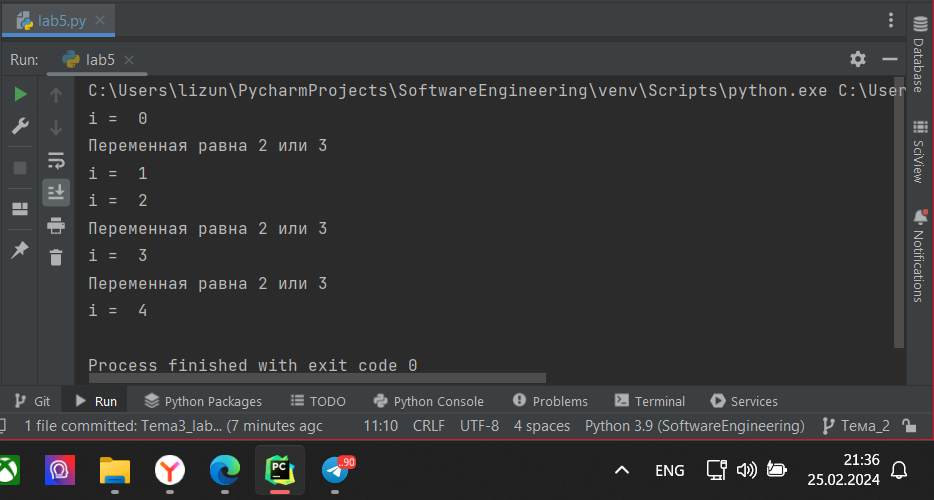 lab5.py
Run: lab5
C:\Users\lizun\PycharmProjects\SoftwareEngineering\venv\Scripts\python.exe C:\User
i =  0
Переменная равна 2 или 3
i =  1
i =  2
Переменная равна 2 или 3
i =  3
Переменная равна 2 или 3
i =  4
Process finished with exit code 0
Database
SciView
Notifications
Git Run Python Packages TODO Python Console Problems Terminal Services
1 file committed: Tema3_lab... (7 minutes agc 11:10 CRLF UTF-8 4 spaces Python 3.9 (SoftwareEngineering) Тема_2
PC
..90
ENG
21:36
25.02.2024